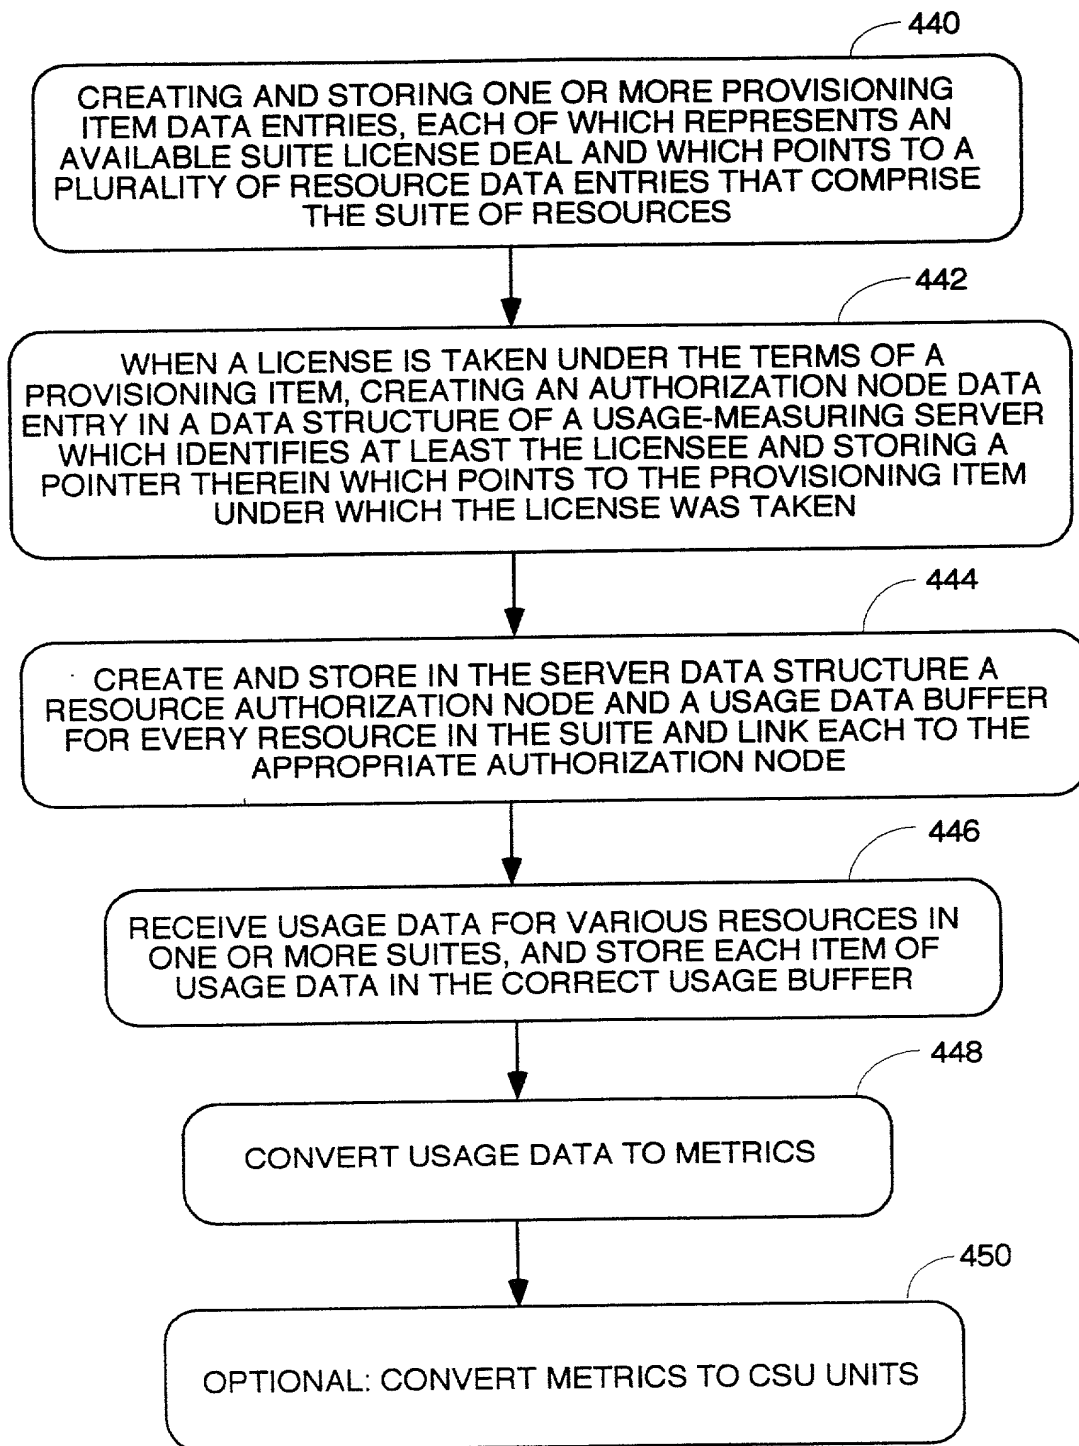 440
CREATING AND STORING ONE OR MORE PROVISIONING
ITEM DATA ENTRIES, EACH OF WHICH REPRESENTS AN
AVAILABLE SUITE LICENSE DEAL AND WHICH POINTS TO A
PLURALITY OF RESOURCE DATA ENTRIES THAT COMPRISE
THE SUITE OF RESOURCES
442
WHEN A LICENSE IS TAKEN UNDER THE TERMS OF A
PROVISIONING ITEM, CREATING AN AUTHORIZATION NODE DATA
ENTRY IN A DATA STRUCTURE OF A USAGE-MEASURING SERVER
WHICH IDENTIFIES AT LEAST THE LICENSEE AND STORING A
POINTER THEREIN WHICH POINTS TO THE PROVISIONING ITEM
UNDER WHICH THE LICENSE WAS TAKEN
444
CREATE AND STORE IN THE SERVER DATA STRUCTURE A
RESOURCE AUTHORIZATION NODE AND A USAGE DATA BUFFER
FOR EVERY RESOURCE IN THE SUITE AND LINK EACH TO THE
APPROPRIATE AUTHORIZATION NODE
446
RECEIVE USAGE DATA FOR VARIOUS RESOURCES IN
ONE OR MORE SUITES, AND STORE EACH ITEM OF
USAGE DATA IN THE CORRECT USAGE BUFFER
448
CONVERT USAGE DATA TO METRICS
450
OPTIONAL: CONVERT METRICS TO CSU UNITS